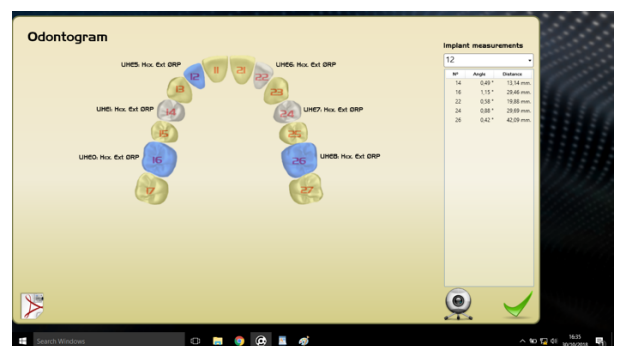 Odontogram
Implant measurements
12
Nº Angle Distance
14 0,49 ° 13,14 mm.
16 1,15 ° 29,46 mm.
22 0,58 ° 19,88 mm.
24 0,88 ° 29,69 mm.
26 0,42 ° 42,09 mm.
UHE5: Hex. Ext ØRP
UHE6: Hex. Ext ØRP
12 11 21 22
13 23
Hex. Ext ØRP
14 24
UHE7: Hex. Ext ØRP
15 25
Hex. Ext ØRP
16 26
UHE8: Hex. Ext ØRP
17 27
Search Windows
16:35
30/10/2018